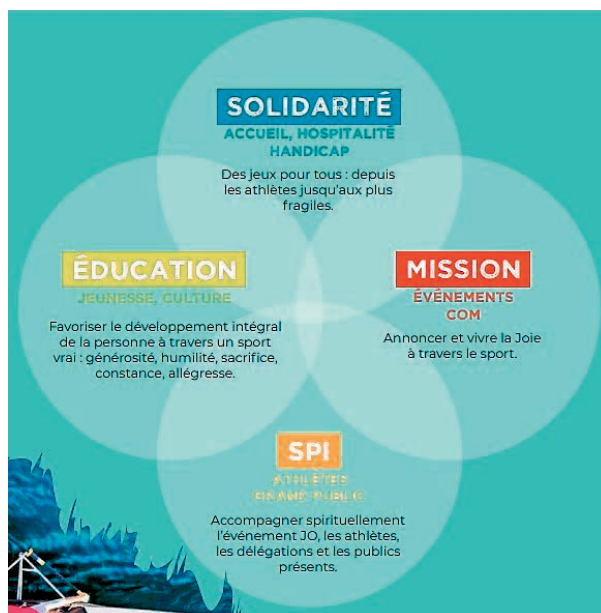 SOLIDARITÉ
ACCUEIL, HOSPITALITÉ
HANDICAP
Des jeux pour tous : depuis
les athlètes jusqu'aux plus
fragiles.
ÉDUCATION
JEUNESSE, CULTURE
Favoriser le développement intégral
de la personne à travers un sport
vrai : générosité, humilité, sacrifice,
constance, allégresse.
MISSION
ÉVÉNEMENTS
COM
Annoncer et vivre la Joie
à travers le sport.
SPI
ATHLÈTES
GRAND PUBLIC
Accompagner spirituellement
l'événement JO, les athlètes,
les délégations et les publics
présents.